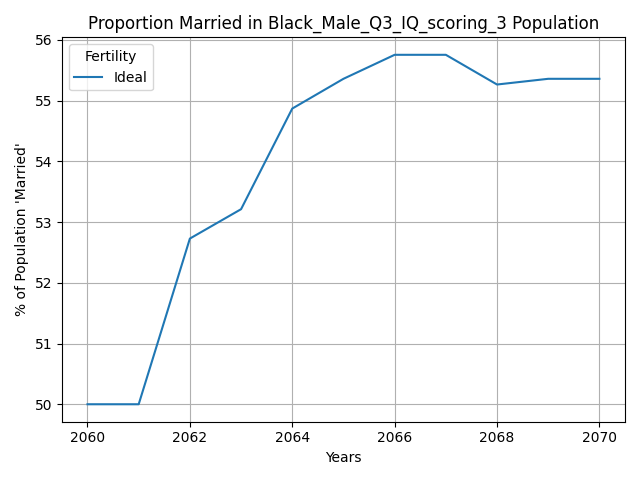 Proportion Married in Black_Male_Q3_IQ_scoring_3 Population
% of Population 'Married'
56
55
54
53
52
51
50
Fertility
Ideal
2060 2062 2064 2066 2068 2070
Years